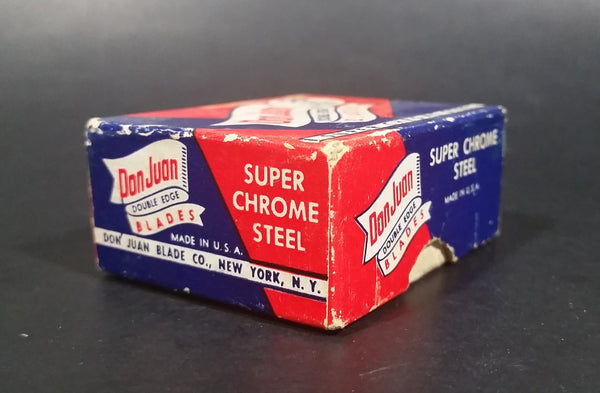 Don Juan
DOUBLE EDGE
BLADES
MADE IN U.S.A.
DON JUAN BLADE CO., NEW YORK, N.Y.
SUPER
CHROME
STEEL
Don Juan
DOUBLE EDGE
BLADES
SUPER CHROME
STEEL
MADE IN U.S.A.